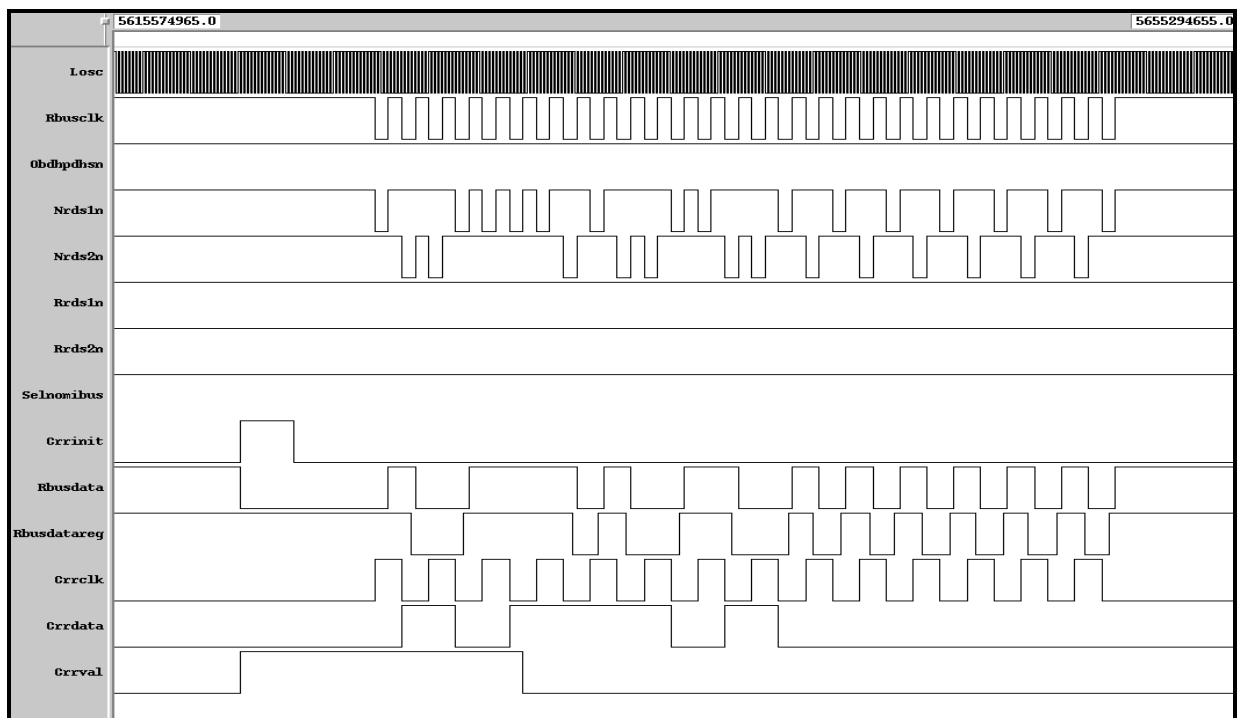 5615574965.0 5655294655.0
Losc
Rbusclk
Obdhpdhsn
Nrds1n
Nrds2n
Rrds1n
Rrds2n
Selnomibus
Crrinit
Rbusdata
Rbusdatareg
Crrclk
Crrdata
Crrval